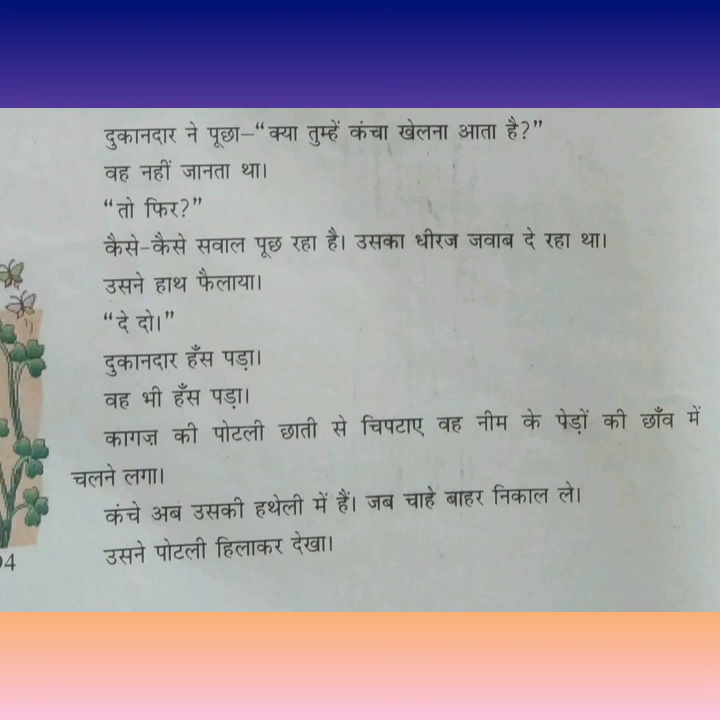 दुकानदार ने पूछा–“क्या तुम्हें कंचा खेलना आता है?”
वह नहीं जानता था।
“तो फिर?”
कैसे-कैसे सवाल पूछ रहा है। उसका धीरज जवाब दे रहा था।
उसने हाथ फैलाया।
“दे दो।”
दुकानदार हँस पड़ा।
वह भी हँस पड़ा।
कागज़ की पोटली छाती से चिपटाए वह नीम के पेड़ों की छाँव में
चलने लगा।
कंचे अब उसकी हथेली में हैं। जब चाहे बाहर निकाल ले।
उसने पोटली हिलाकर देखा।